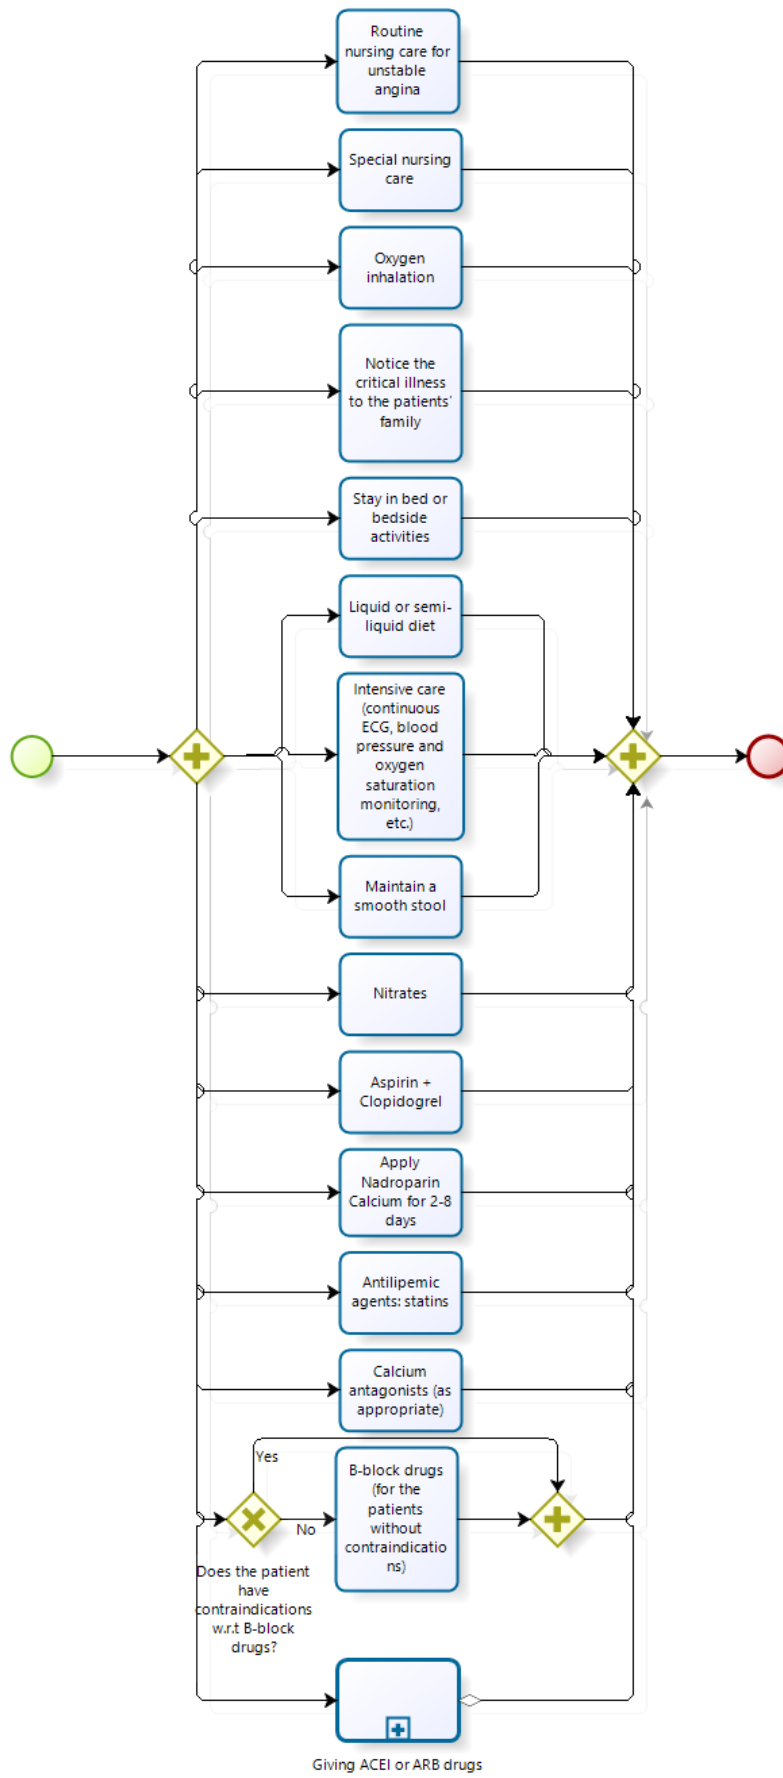 Routine
nursing care for
unstable
angina
Special nursing
care
Oxygen
inhalation
Notice the
critical illness
to the patients'
family
Stay in bed or
bedside
activities
Liquid or semi-
liquid diet
Intensive care
(continuous
ECG, blood
pressure and
oxygen
saturation
monitoring,
etc.)
Maintain a
smooth stool
Nitrates
Aspirin +
Clopidogrel
Apply
Nadroparin
Calcium for 2-8
days
Antilipemic
agents: statins
Calcium
antagonists (as
appropriate)
Yes
B-block drugs
(for the
patients
without
contraindicatio
ns)
No
Does the patient
have
contraindications
w.r.t B-block
drugs?
Giving ACEI or ARB drugs